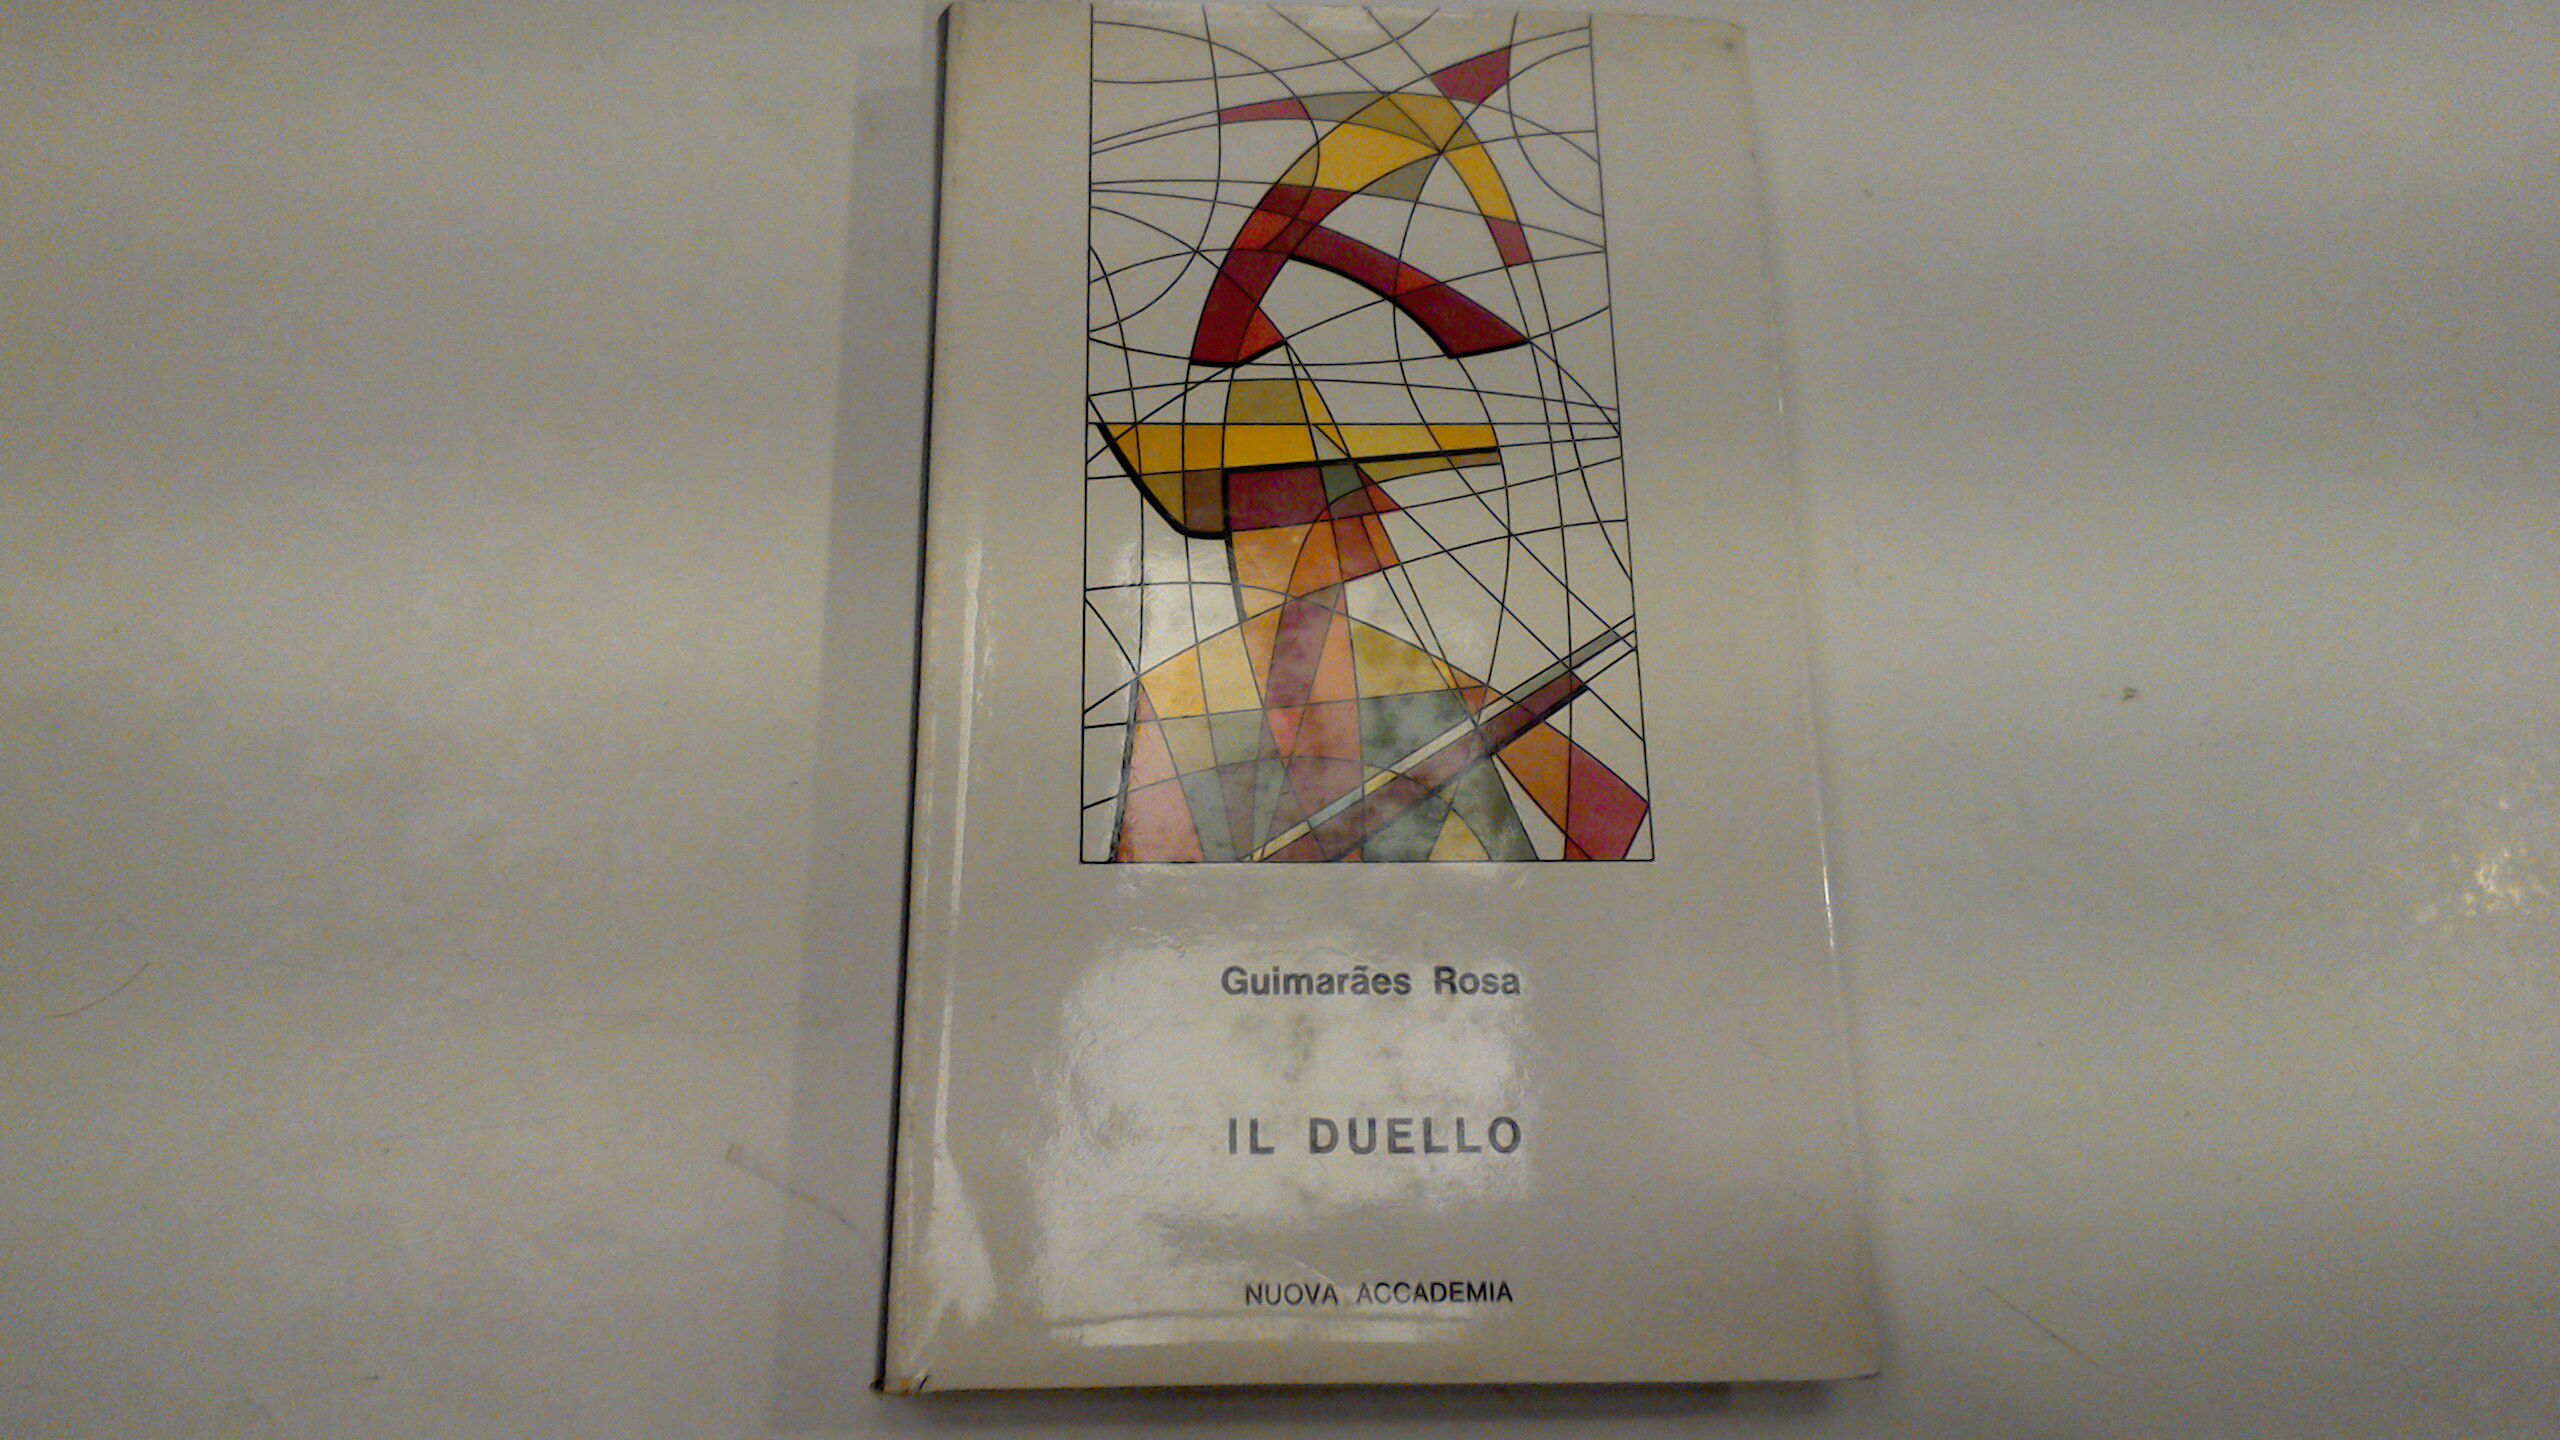 Guimarães Rosa
IL DUELLO
NUOVA ACCADEMIA